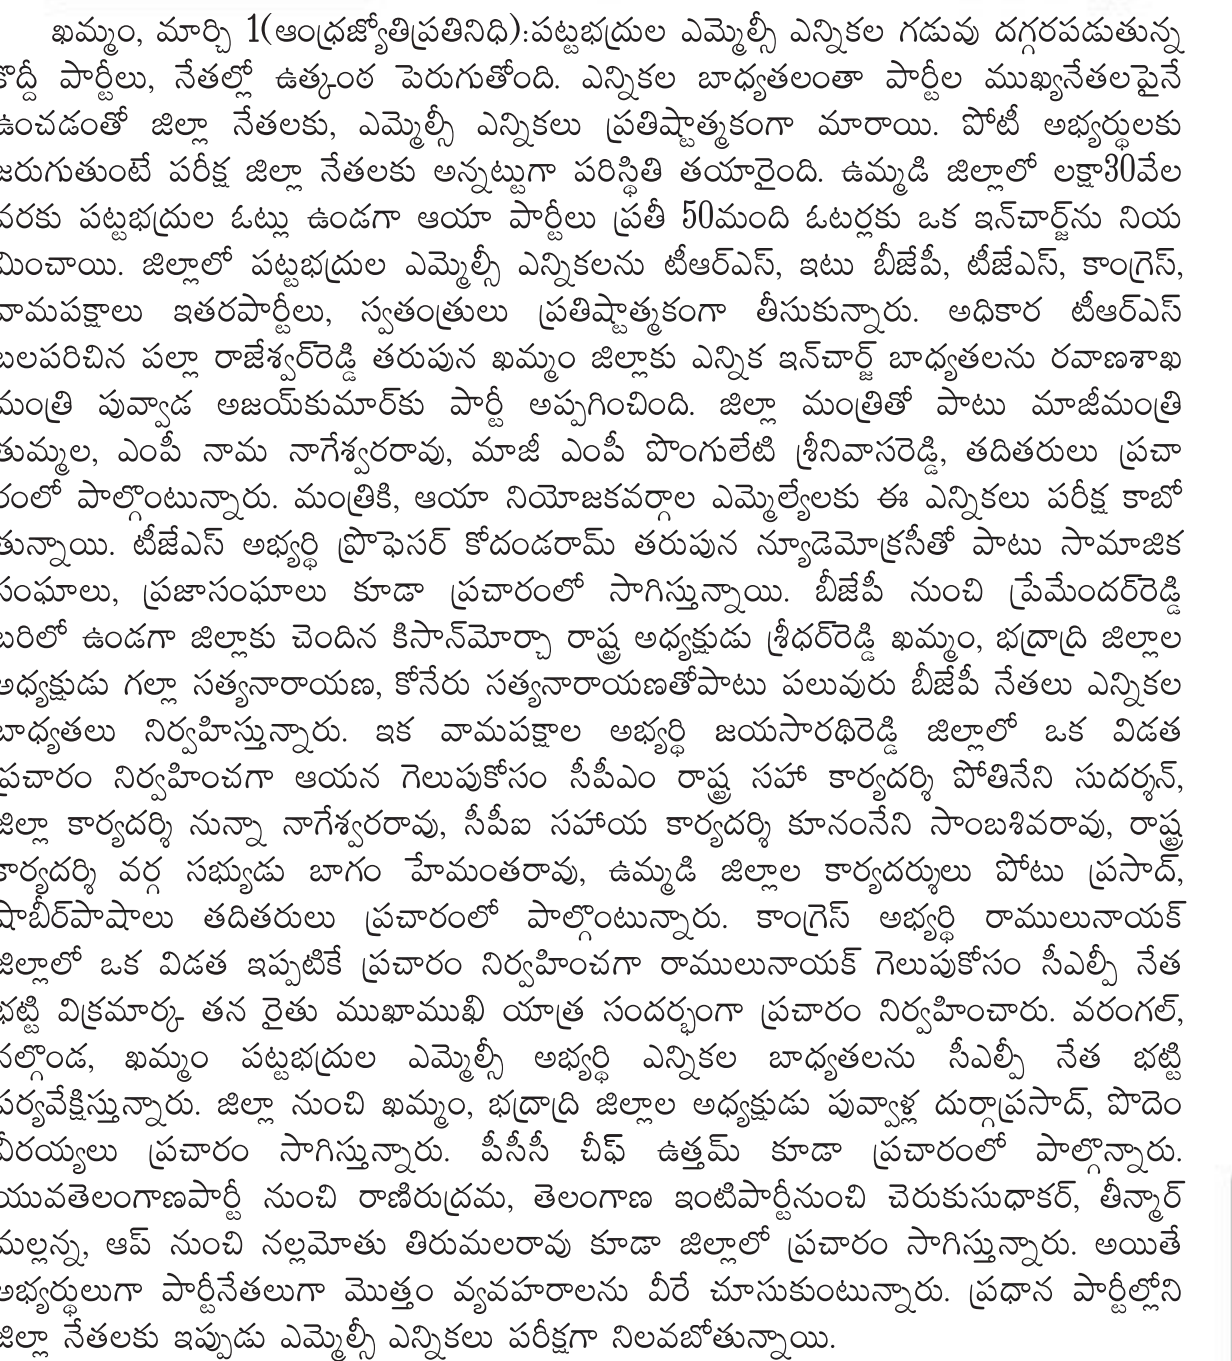 ఖమ్మం, మార్చి 1(ఆంధ్రజ్యోతిప్రతినిధి):పట్టభద్రుల ఎమ్మెల్సీ ఎన్నికల గడువు దగ్గరపడుతున్న
కొద్దీ పార్టీలు, నేతల్లో ఉత్కంఠ పెరుగుతోంది. ఎన్నికల బాధ్యతలంతా పార్టీల ముఖ్యనేతలపైనే
ఉంచడంతో జిల్లా నేతలకు, ఎమ్మెల్సీ ఎన్నికలు ప్రతిష్టాత్మకంగా మారాయి. పోటీ అభ్యర్థులకు
జరుగుతుంటే పరీక్ష జిల్లా నేతలకు అన్నట్టుగా పరిస్థితి తయారైంది. ఉమ్మడి జిల్లాలో లక్షా30వేల
వరకు పట్టభద్రుల ఓట్లు ఉండగా ఆయా పార్టీలు ప్రతీ 50మంది ఓటర్లకు ఒక ఇన్‌చార్జ్‌ను నియ
మించాయి. జిల్లాలో పట్టభద్రుల ఎమ్మెల్సీ ఎన్నికలను టీఆర్‌ఎస్, ఇటు బీజేపీ, టీజేఎస్, కాంగ్రెస్,
వామపక్షాలు ఇతరపార్టీలు, స్వతంత్రులు ప్రతిష్టాత్మకంగా తీసుకున్నారు. అధికార టీఆర్‌ఎస్
బలపరిచిన పల్లా రాజేశ్వర్‌రెడ్డి తరుపున ఖమ్మం జిల్లాకు ఎన్నిక ఇన్‌చార్జ్ బాధ్యతలను రవాణశాఖ
మంత్రి పువ్వాడ అజయ్‌కుమార్‌కు పార్టీ అప్పగించింది. జిల్లా మంత్రితో పాటు మాజీమంత్రి
తుమ్మల, ఎంపీ నామ నాగేశ్వరరావు, మాజీ ఎంపీ పొంగులేటి శ్రీనివాసరెడ్డి, తదితరులు ప్రచా
రంలో పాల్గొంటున్నారు. మంత్రికి, ఆయా నియోజకవర్గాల ఎమ్మెల్యేలకు ఈ ఎన్నికలు పరీక్ష కాబో
తున్నాయి. టీజేఎస్ అభ్యర్థి ప్రొఫెసర్ కోదండరామ్ తరుపున న్యూడెమోక్రసీతో పాటు సామాజిక
సంఘాలు, ప్రజాసంఘాలు కూడా ప్రచారంలో సాగిస్తున్నాయి. బీజేపీ నుంచి ప్రేమేందర్‌రెడ్డి
బరిలో ఉండగా జిల్లాకు చెందిన కిసాన్‌మోర్చా రాష్ట్ర అధ్యక్షుడు శ్రీధర్‌రెడ్డి ఖమ్మం, భద్రాద్రి జిల్లాల
అధ్యక్షుడు గల్లా సత్యనారాయణ, కోనేరు సత్యనారాయణతోపాటు పలువురు బీజేపీ నేతలు ఎన్నికల
బాధ్యతలు నిర్వహిస్తున్నారు. ఇక వామపక్షాల అభ్యర్థి జయసారథిరెడ్డి జిల్లాలో ఒక విడత
ప్రచారం నిర్వహించగా ఆయన గెలుపుకోసం సీపీఎం రాష్ట్ర సహా కార్యదర్శి పోతినేని సుదర్శన్,
జిల్లా కార్యదర్శి నున్నా నాగేశ్వరరావు, సీపీఐ సహాయ కార్యదర్శి కూనంనేని సాంబశివరావు, రాష్ట్ర
కార్యదర్శి వర్గ సభ్యుడు బాగం హేమంతరావు, ఉమ్మడి జిల్లాల కార్యదర్శులు పోటు ప్రసాద్,
షాబీర్‌పాషాలు తదితరులు ప్రచారంలో పాల్గొంటున్నారు. కాంగ్రెస్ అభ్యర్థి రాములునాయక్
జిల్లాలో ఒక విడత ఇప్పటికే ప్రచారం నిర్వహించగా రాములునాయక్ గెలుపుకోసం సీఎల్పీ నేత
భట్టి విక్రమార్క తన రైతు ముఖాముఖి యాత్ర సందర్భంగా ప్రచారం నిర్వహించారు. వరంగల్,
నల్గొండ, ఖమ్మం పట్టభద్రుల ఎమ్మెల్సీ అభ్యర్థి ఎన్నికల బాధ్యతలను సీఎల్పీ నేత భట్టి
పర్యవేక్షిస్తున్నారు. జిల్లా నుంచి ఖమ్మం, భద్రాద్రి జిల్లాల అధ్యక్షుడు పువ్వాళ్ల దుర్గాప్రసాద్, పొదెం
వీరయ్యలు ప్రచారం సాగిస్తున్నారు. పీసీసీ చీఫ్ ఉత్తమ్ కూడా ప్రచారంలో పాల్గొన్నారు.
యువతెలంగాణపార్టీ నుంచి రాణిరుద్రమ, తెలంగాణ ఇంటిపార్టీనుంచి చెరుకుసుధాకర్, తీన్మార్
మల్లన్న, ఆప్ నుంచి నల్లమోతు తిరుమలరావు కూడా జిల్లాలో ప్రచారం సాగిస్తున్నారు. అయితే
అభ్యర్థులుగా పార్టీనేతలుగా మొత్తం వ్యవహారాలను వీరే చూసుకుంటున్నారు. ప్రధాన పార్టీల్లోని
జిల్లా నేతలకు ఇప్పుడు ఎమ్మెల్సీ ఎన్నికలు పరీక్షగా నిలవబోతున్నాయి.